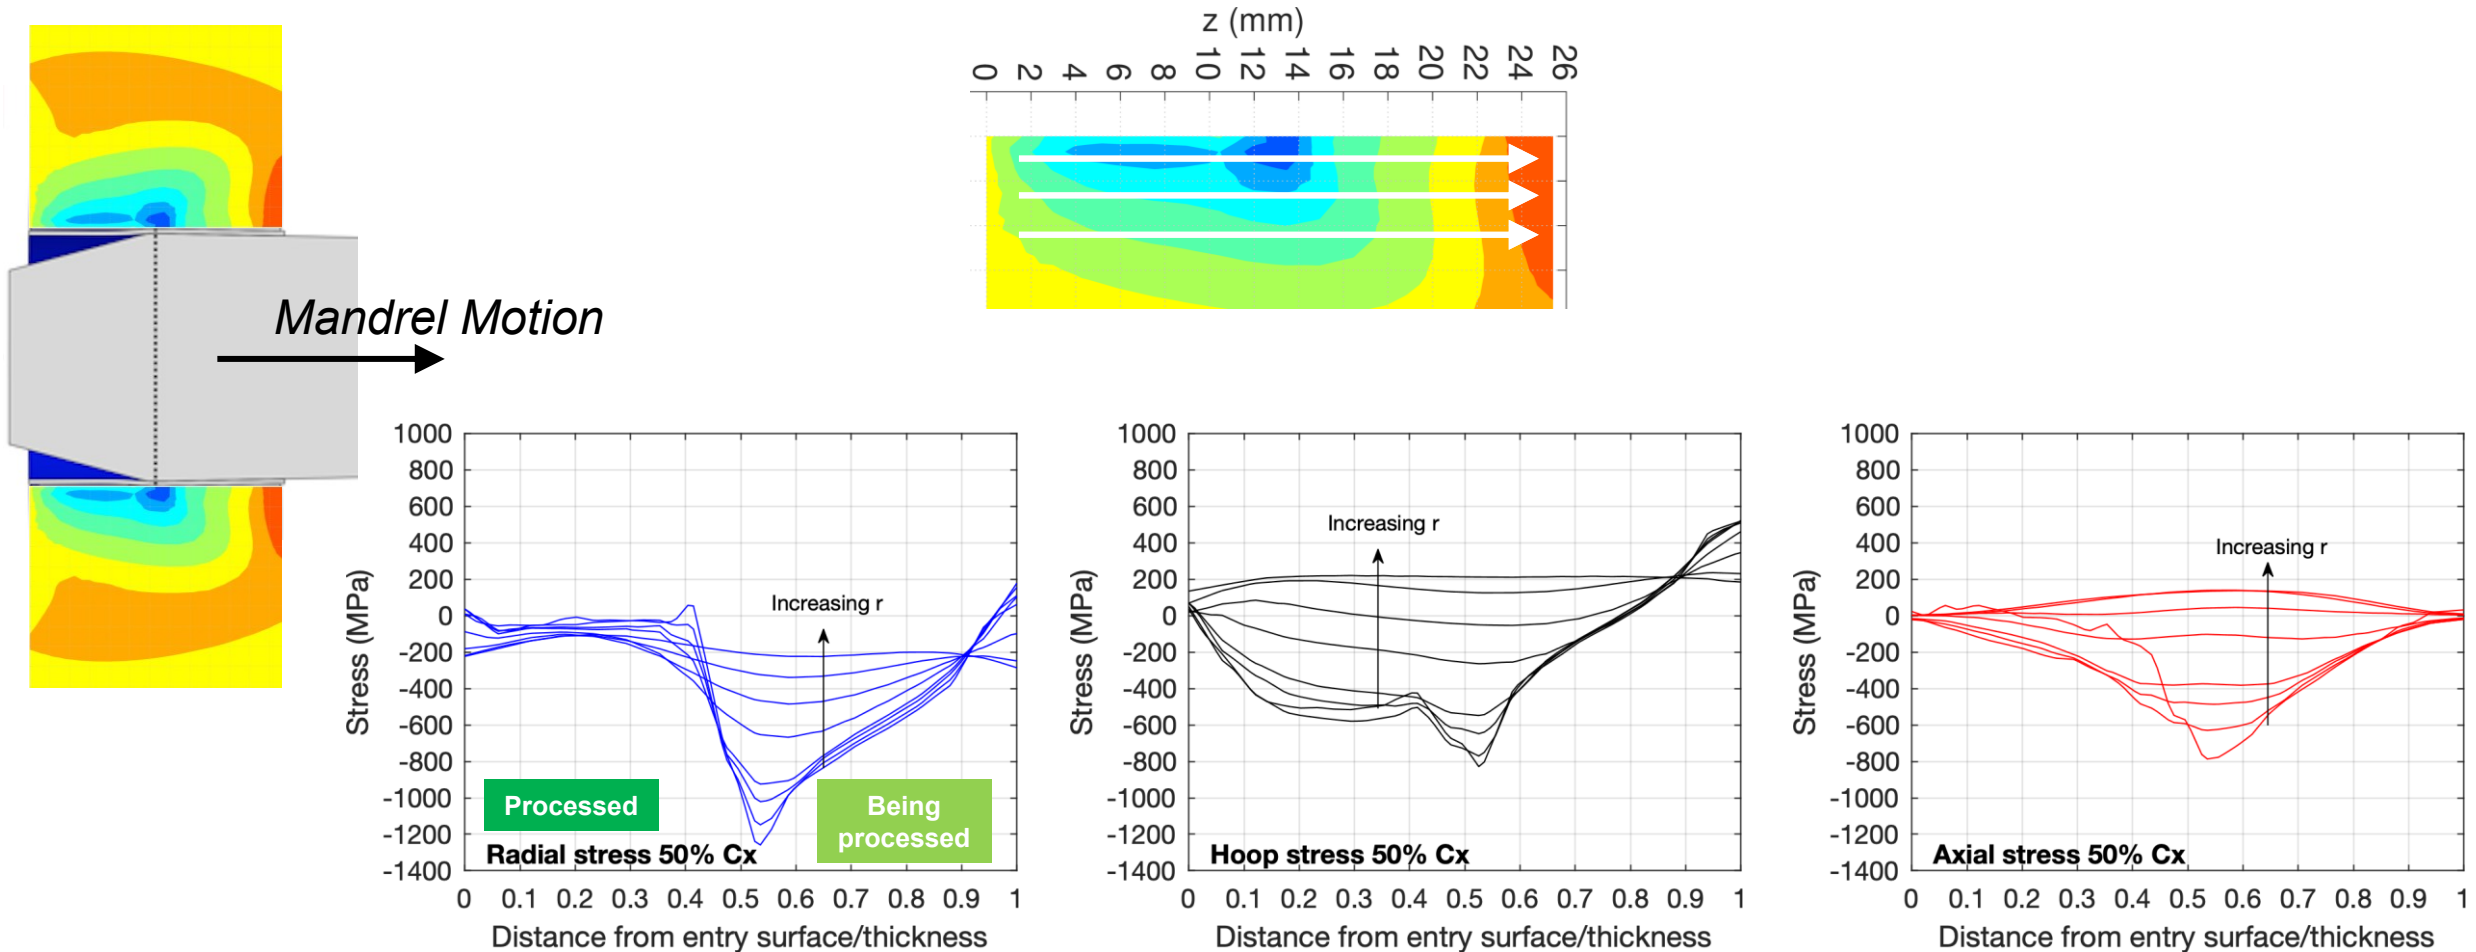 z (mm)
0 2 4 6 8 10 12 14 16 18 20 22 24 26
Mandrel Motion
Stress (MPa)
1000
800
600
400
200
0
-200
-400
-600
-800
-1000
-1200
-1400
Increasing r
Processed
Being
processed
Radial stress 50% Cx
0 0.1 0.2 0.3 0.4 0.5 0.6 0.7 0.8 0.9 1
Distance from entry surface/thickness
Stress (MPa)
1000
800
600
400
200
0
-200
-400
-600
-800
-1000
-1200
-1400
Increasing r
Hoop stress 50% Cx
0 0.1 0.2 0.3 0.4 0.5 0.6 0.7 0.8 0.9 1
Distance from entry surface/thickness
Stress (MPa)
1000
800
600
400
200
0
-200
-400
-600
-800
-1000
-1200
-1400
Increasing r
Axial stress 50% Cx
0 0.1 0.2 0.3 0.4 0.5 0.6 0.7 0.8 0.9 1
Distance from entry surface/thickness